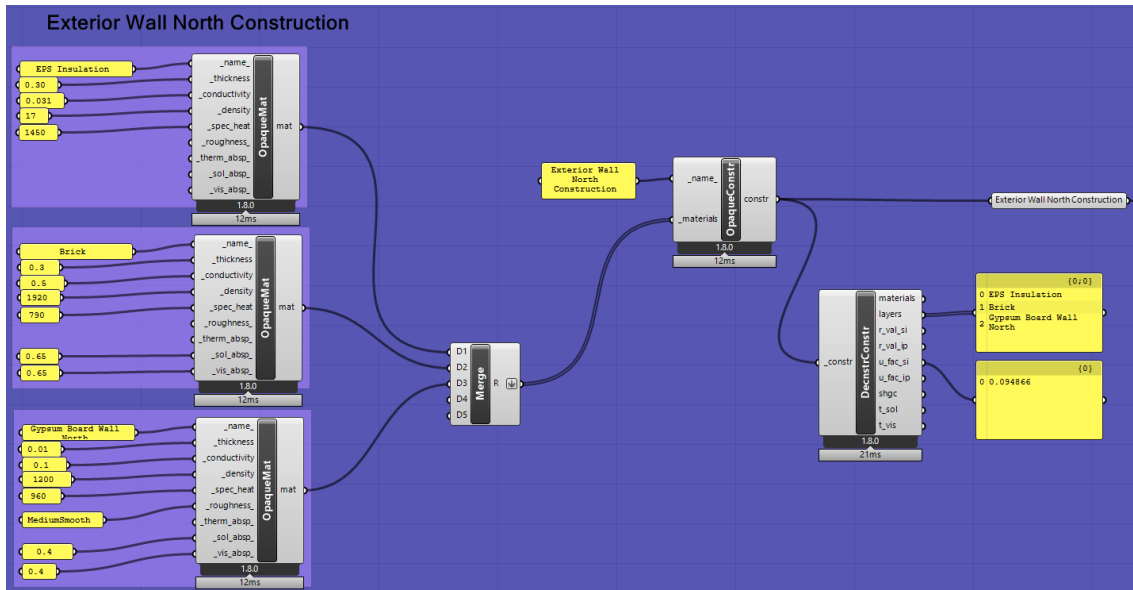 Exterior Wall North Construction
EPS Insulation
0.30
0.031
17
1450
_name_
_thickness
_conductivity
_density
_spec_heat
_roughness_
_therm_absp_
_sol_absp_
_vis_absp_
OpaqueMat
mat
1.8.0
12ms
Brick
0.3
0.5
1920
790
0.65
0.65
_name_
_thickness
_conductivity
_density
_spec_heat
_roughness_
_therm_absp_
_sol_absp_
_vis_absp_
OpaqueMat
mat
1.8.0
12ms
Gypsum Board Wall
North
0.01
0.1
1200
960
MediumSmooth
0.4
0.4
_name_
_thickness
_conductivity
_density
_spec_heat
_roughness_
_therm_absp_
_sol_absp_
_vis_absp_
OpaqueMat
mat
1.8.0
12ms
D1
D2
D3
D4
D5
Merge
R
Exterior Wall
North
Construction
_name_
_materials
OpaqueConstr
constr
1.8.0
12ms
Exterior Wall North Construction
_constr
DecnstrConstr
materials
layers
r_val_si
r_val_ip
u_fac_si
u_fac_ip
shgc
t_sol
t_vis
1.8.0
21ms
{0;0}
0 EPS Insulation
1 Brick
2 Gypsum Board Wall
North
{0}
0 0.094866